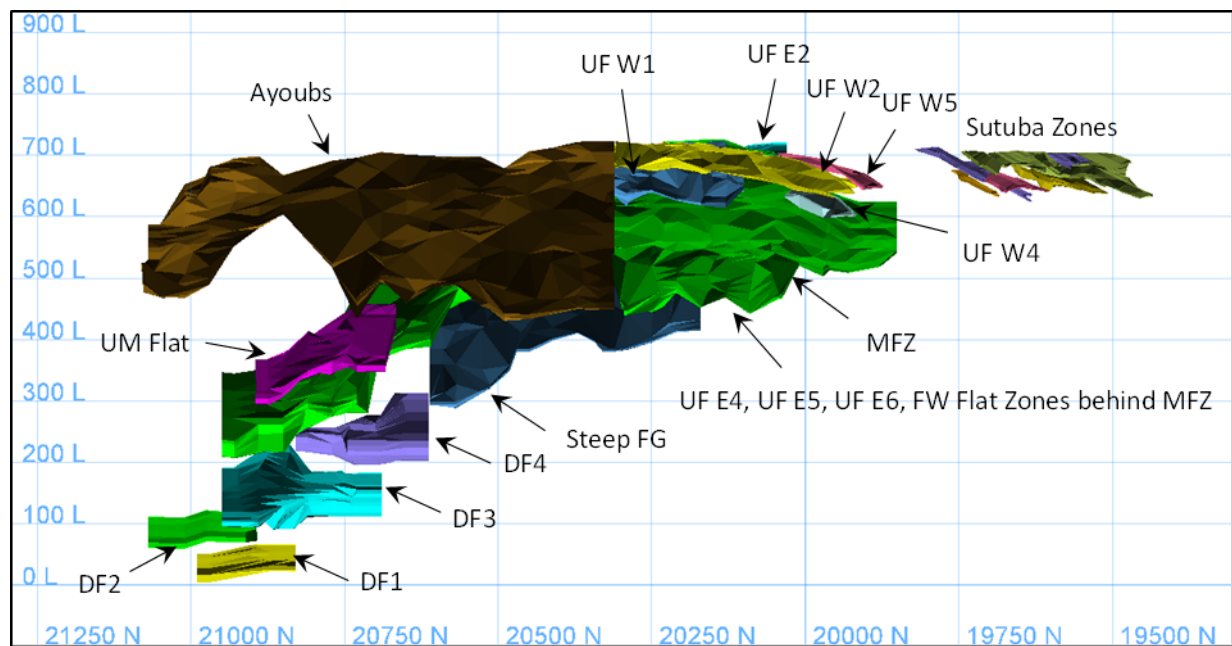 900 L
800 L
700 L
600 L
500 L
400 L
300 L
200 L
100 L
0 L
Ayoubs
UF W1
UF E2
UF W2
UF W5
Sutuba Zones
UF W4
MFZ
UF E4, UF E5, UF E6, FW Flat Zones behind MFZ
UM Flat
Steep FG
DF4
DF3
DF2
DF1
21250 N
21000 N
20750 N
20500 N
20250 N
20000 N
19750 N
19500 N